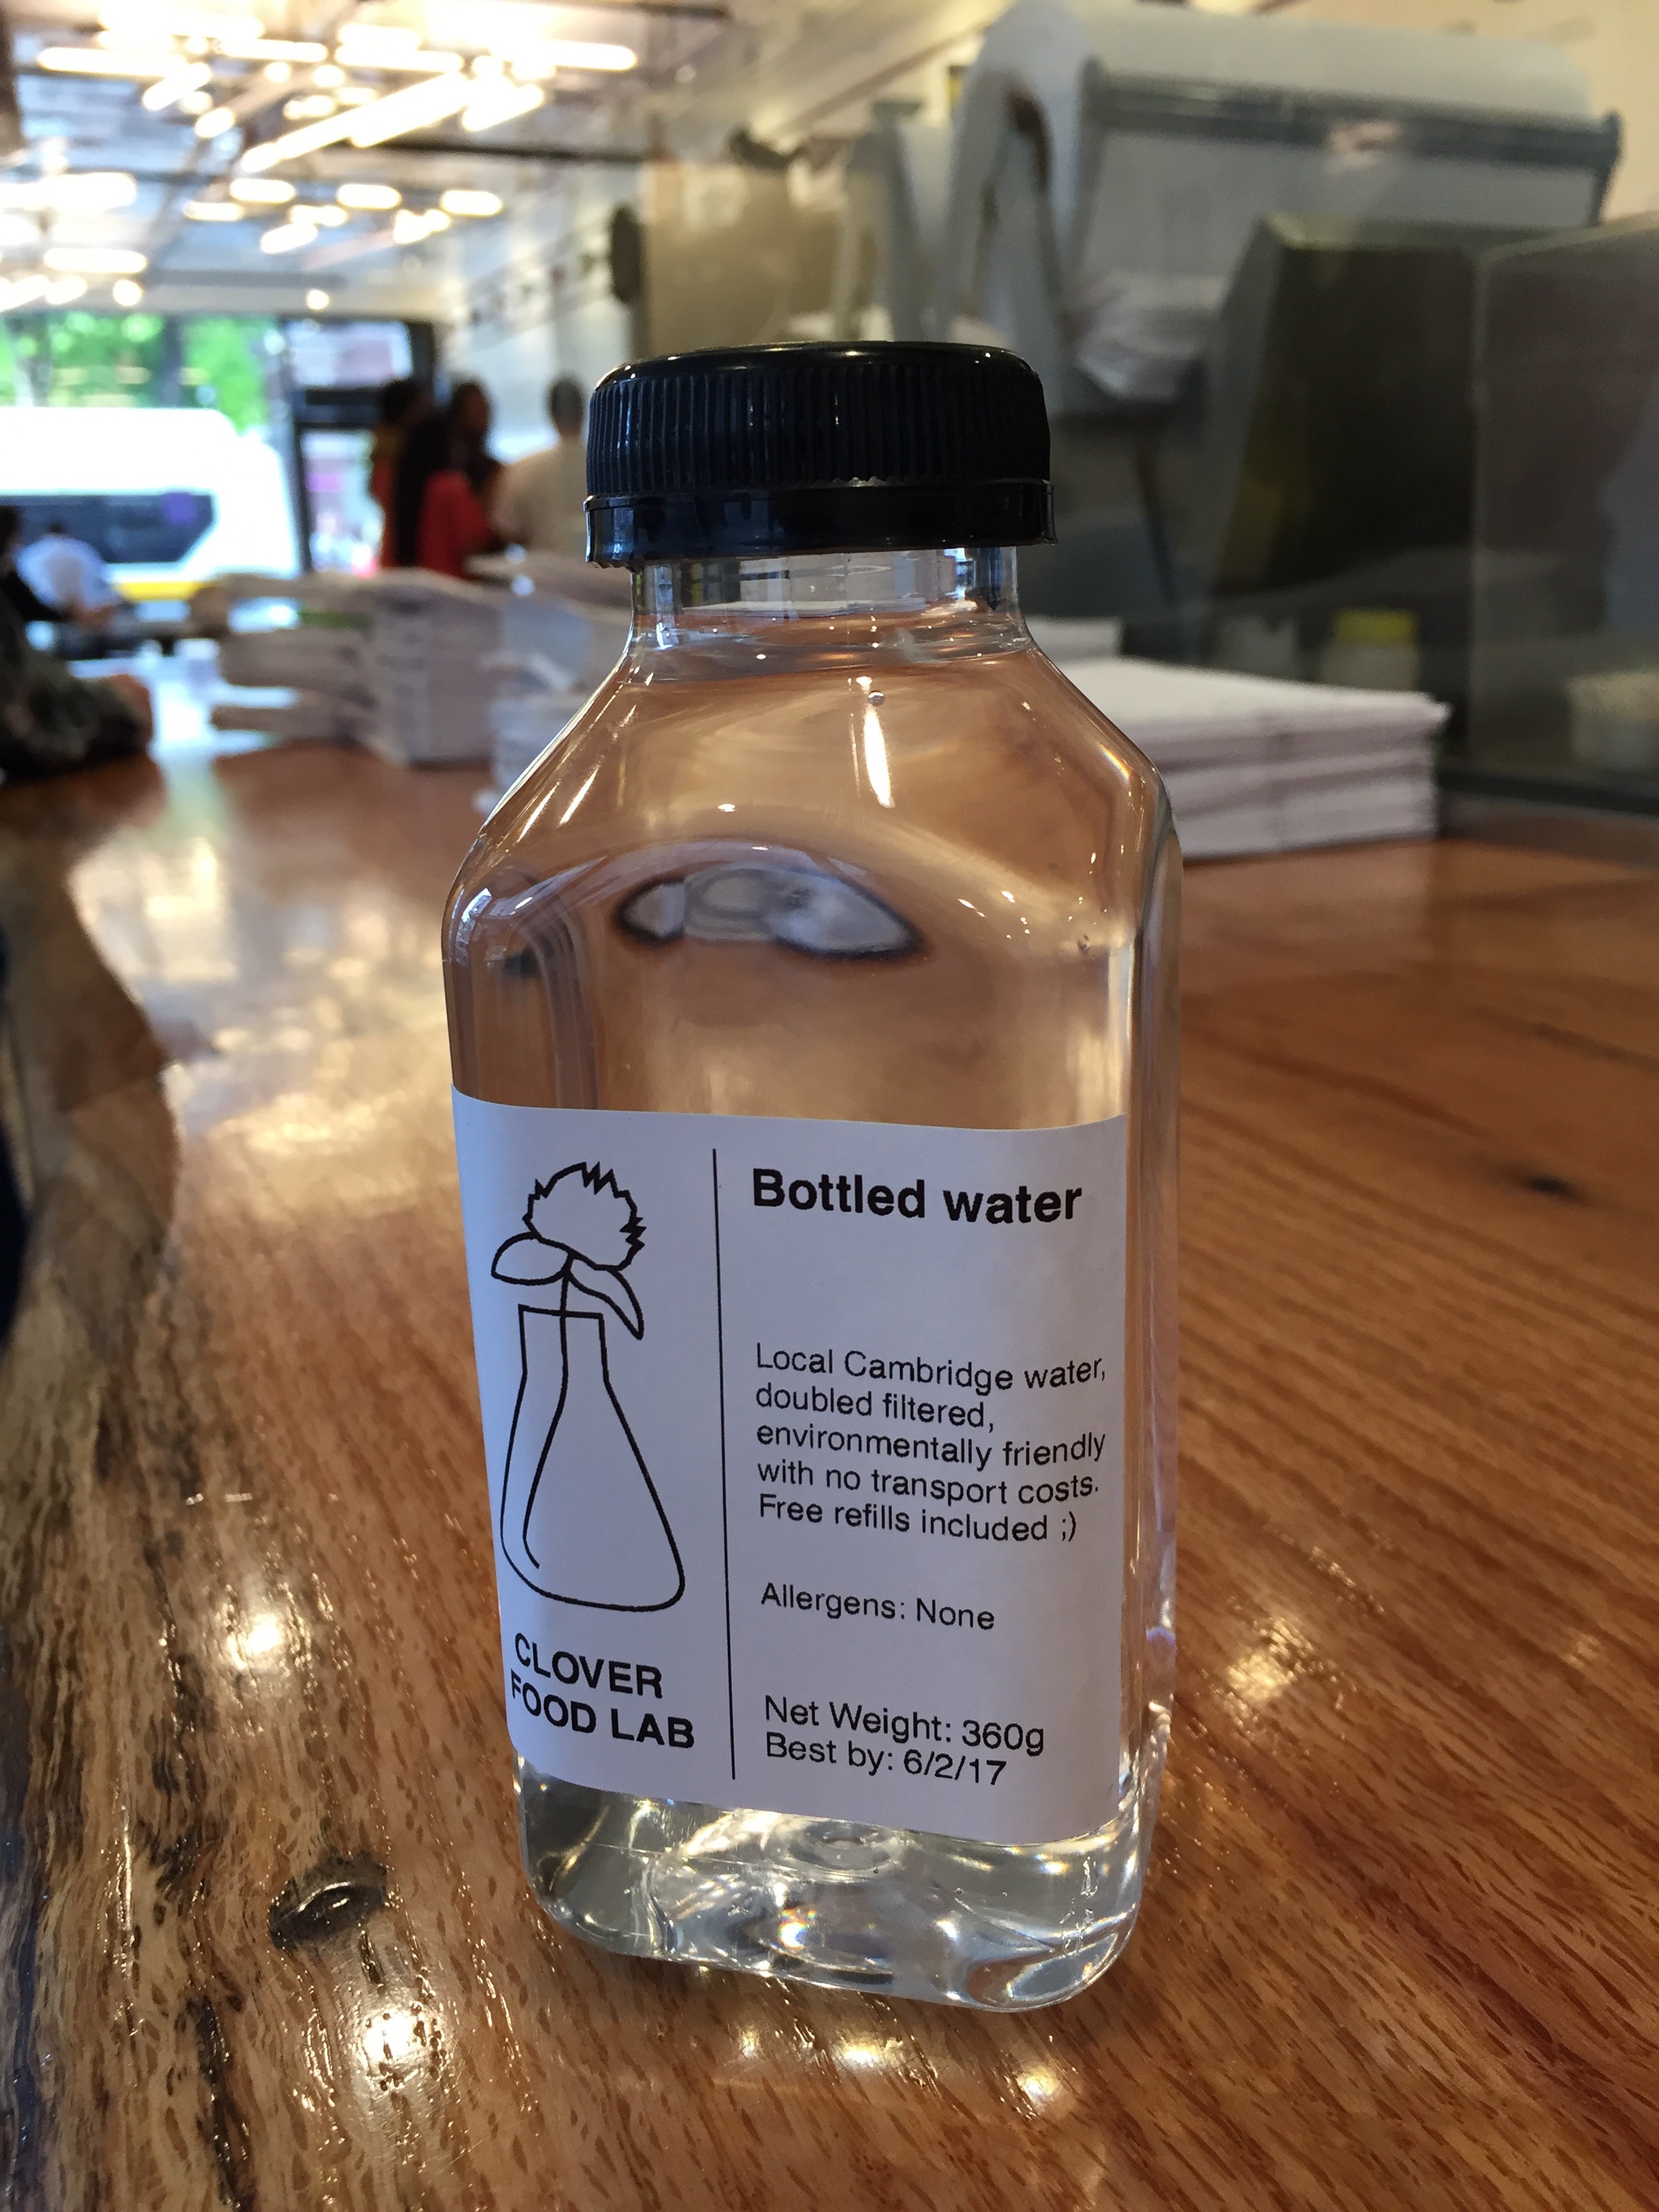 Bottled water
Local Cambridge water,
doubled filtered,
environmentally friendly
with no transport costs.
Free refills included ;)
Allergens: None
Net Weight: 360g
Best by: 6/2/17
CLOVER
FOOD LAB